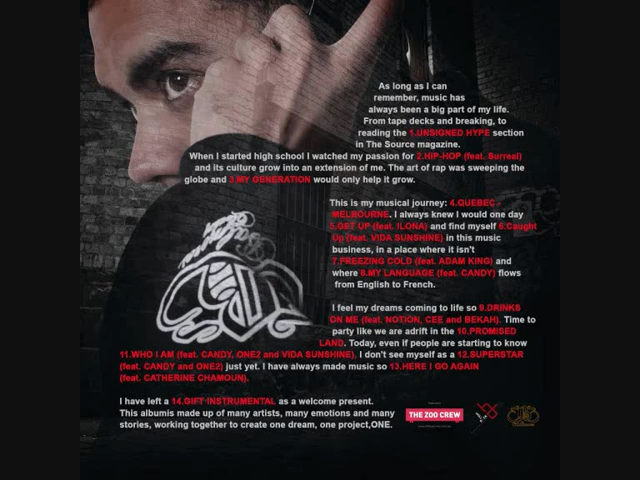 As long as I can
remember, music has
always been a big part of my life.
From tape decks and breaking, to
reading the 1.UNSIGNED HYPE section
in The Source magazine.
When I started high school I watched my passion for 2.HIP-HOP (feat. Surreal)
and its culture grow into an extension of me. The art of rap was sweeping the
globe and 3.MY GENERATION would only help it grow.
This is my musical journey: 4.QUEBEC -
MELBOURNE. I always knew I would one day
5.GET UP (feat. ILONA) and find myself 6.Caught
Up (feat. VIDA SUNSHINE) in this music
business, in a place where it isn't
7.FREEZING COLD (feat. ADAM KING) and
where 8.MY LANGUAGE (feat. CANDY) flows
from English to French.
I feel my dreams coming to life so 9.DRINKS
ON ME (feat. NOTION, CEE and BEKAH). Time to
party like we are adrift in the 10.PROMISED
LAND. Today, even if people are starting to know
11.WHO I AM (feat. CANDY, ONE2 and VIDA SUNSHINE), I don't see myself as a 12.SUPERSTAR
(feat. CANDY and ONE2) just yet. I have always made music so 13.HERE I GO AGAIN
(feat. CATHERINE CHAMOUN).
I have left a 14.GIFT INSTRUMENTAL as a welcome present.
This albumis made up of many artists, many emotions and many
stories, working together to create one dream, one project,ONE.
THE ZOO CREW